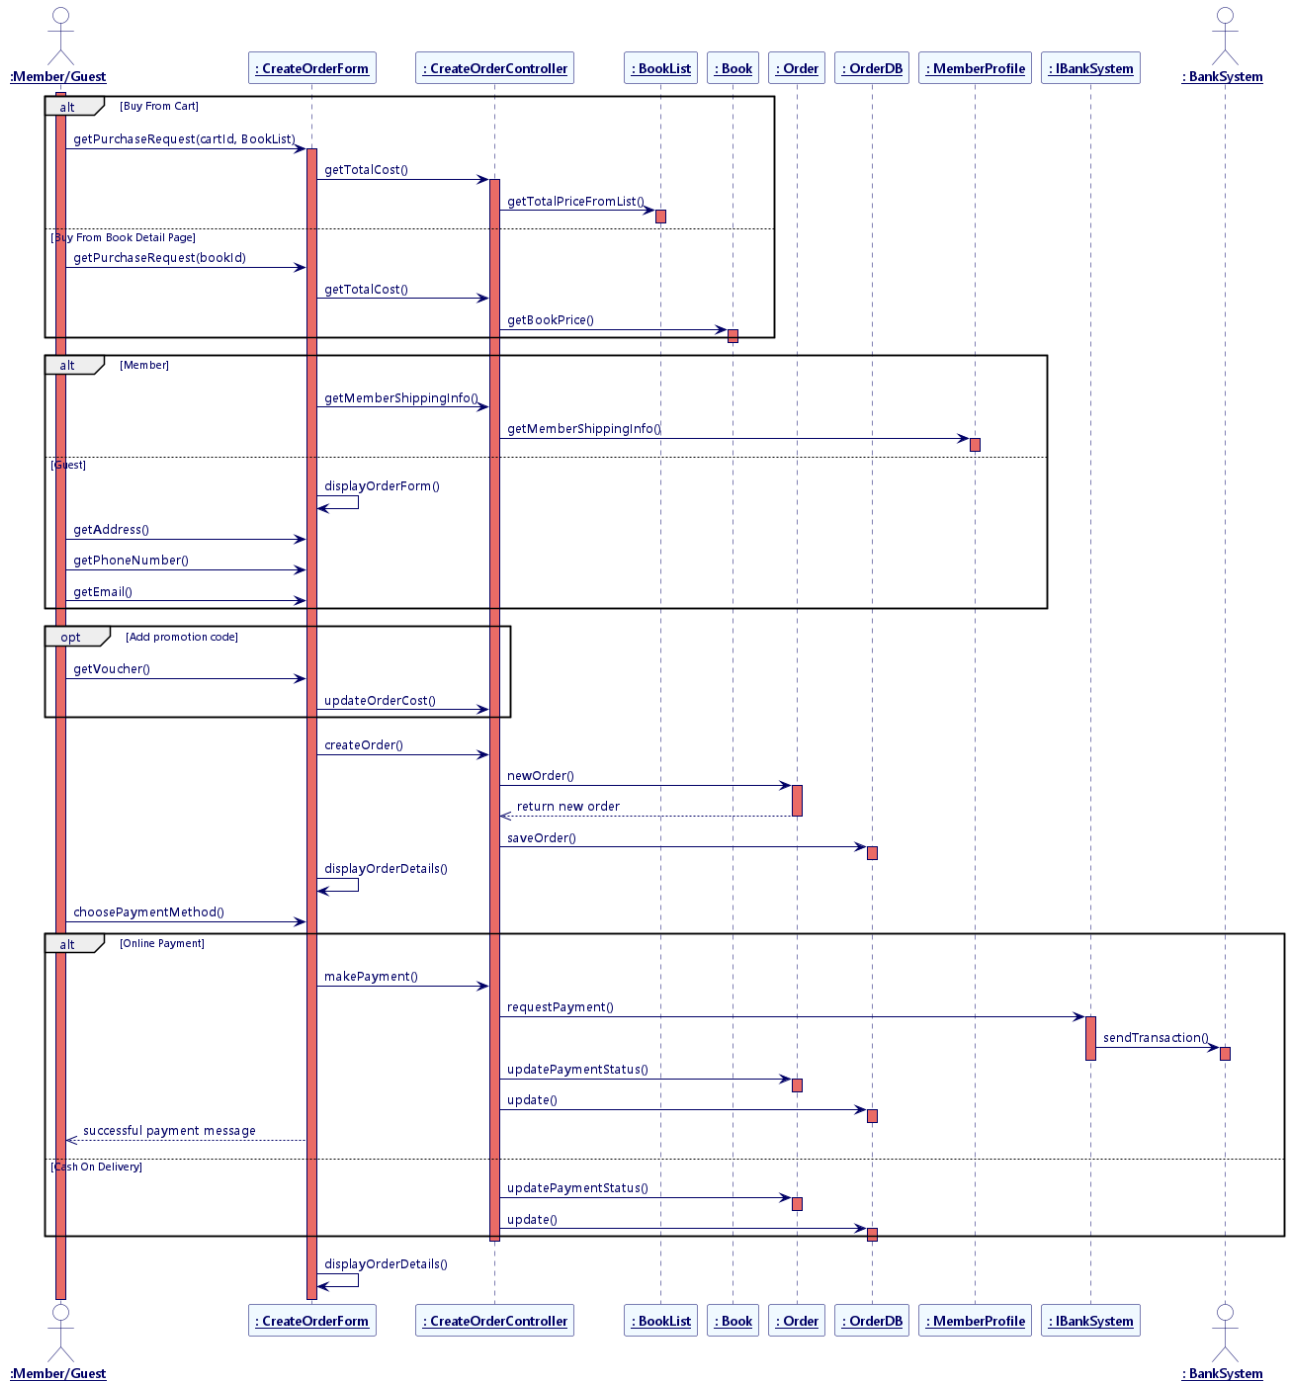 :Member/Guest
: CreateOrderForm
: CreateOrderController
: BookList
: Book
: Order
: OrderDB
: MemberProfile
: IBankSystem
: BankSystem
alt [Buy From Cart]
getPurchaseRequest(cartId, BookList)
getTotalCost()
getTotalPriceFromList()
[Buy From Book Detail Page]
getPurchaseRequest(bookId)
getTotalCost()
getBookPrice()
alt [Member]
getMemberShippingInfo()
getMemberShippingInfo()
[Guest]
displayOrderForm()
getAddress()
getPhoneNumber()
getEmail()
opt [Add promotion code]
getVoucher()
updateOrderCost()
createOrder()
newOrder()
return new order
saveOrder()
displayOrderDetails()
choosePaymentMethod()
alt [Online Payment]
makePayment()
requestPayment()
sendTransaction()
updatePaymentStatus()
update()
successful payment message
[Cash On Delivery]
updatePaymentStatus()
update()
displayOrderDetails()
:Member/Guest
: CreateOrderForm
: CreateOrderController
: BookList
: Book
: Order
: OrderDB
: MemberProfile
: IBankSystem
: BankSystem